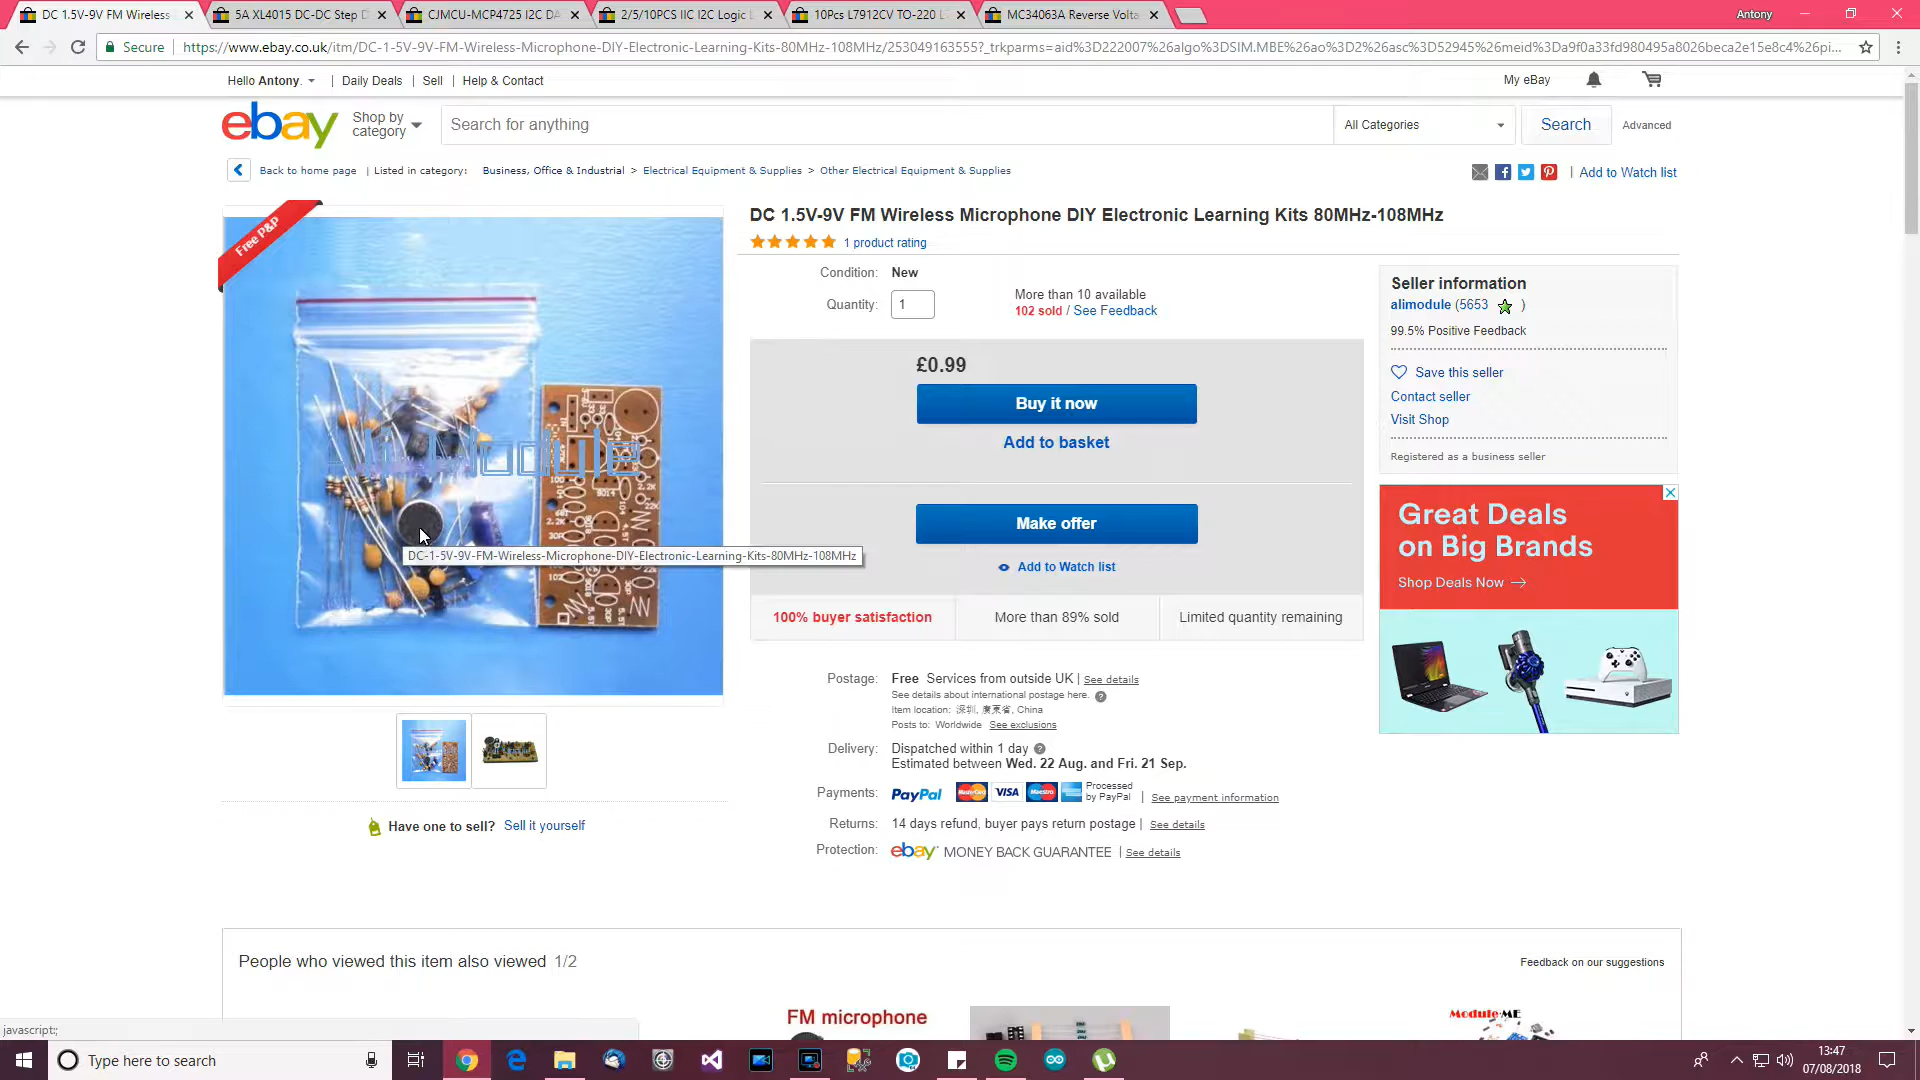 DC 1.5V-9V FM Wireless
5A XL4015 DC-DC Step D
CJMCU-MCP4725 I2C DA
2/5/10PCS IIC I2C Logic L
10Pcs L7912CV TO-220 L
MC34063A Reverse Volta
Antony
Secure
https://www.ebay.co.uk/itm/DC-1-5V-9V-FM-Wireless-Microphone-DIY-Electronic-Learning-Kits-80MHz-108MHz/253049163555?_trkparms=aid%3D222007%26algo%3DSIM.MBE%26ao%3D2%26asc%3D52945%26meid%3Da9f0a33fd980495a8026beca2e15e8c4%26pi...
Hello Antony. | Daily Deals | Sell | Help & Contact
My eBay
ebay
Shop by
category
Search for anything
All Categories
Search
Advanced
Back to home page | Listed in category: Business, Office & Industrial > Electrical Equipment & Supplies > Other Electrical Equipment & Supplies
| Add to Watch list
Free P&P
DC 1.5V-9V FM Wireless Microphone DIY Electronic Learning Kits 80MHz-108MHz
1 product rating
Condition: New
Quantity: 1
More than 10 available
102 sold / See Feedback
£0.99
Buy it now
Add to basket
Make offer
Add to Watch list
100% buyer satisfaction
More than 89% sold
Limited quantity remaining
DC-1-5V-9V-FM-Wireless-Microphone-DIY-Electronic-Learning-Kits-80MHz-108MHz
Seller information
alimodule (5653 )
99.5% Positive Feedback
Save this seller
Contact seller
Visit Shop
Registered as a business seller
Great Deals
on Big Brands
Shop Deals Now →
Postage: Free Services from outside UK | See details
See details about international postage here.
Item location: 深圳, 廣東省, China
Posts to: Worldwide See exclusions
Delivery: Dispatched within 1 day
Estimated between Wed. 22 Aug. and Fri. 21 Sep.
Payments: PayPal MasterCard VISA Maestro Processed by PayPal | See payment information
Returns: 14 days refund, buyer pays return postage | See details
Protection: ebay MONEY BACK GUARANTEE | See details
Have one to sell? Sell it yourself
People who viewed this item also viewed 1/2
Feedback on our suggestions
FM microphone
Module-ME
javascript:;
Type here to search
13:47
07/08/2018